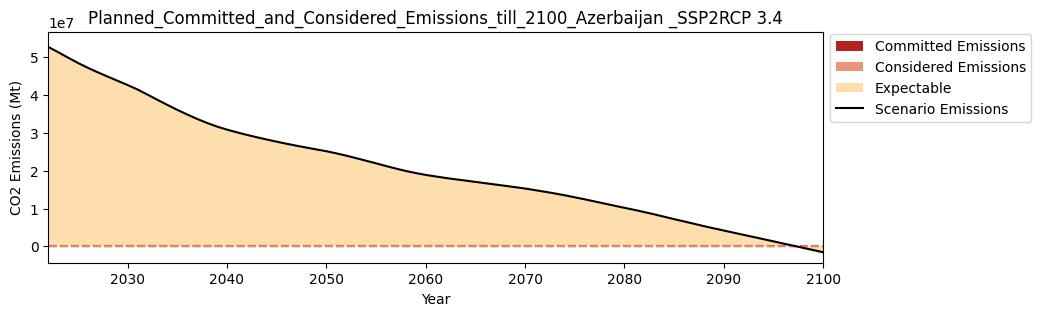 Planned_Committed_and_Considered_Emissions_till_2100_Azerbaijan _SSP2RCP 3.4
1e7
5
4
3
2
1
0
CO2 Emissions (Mt)
2030 2040 2050 2060 2070 2080 2090 2100
Year
Committed Emissions
Considered Emissions
Expectable
Scenario Emissions